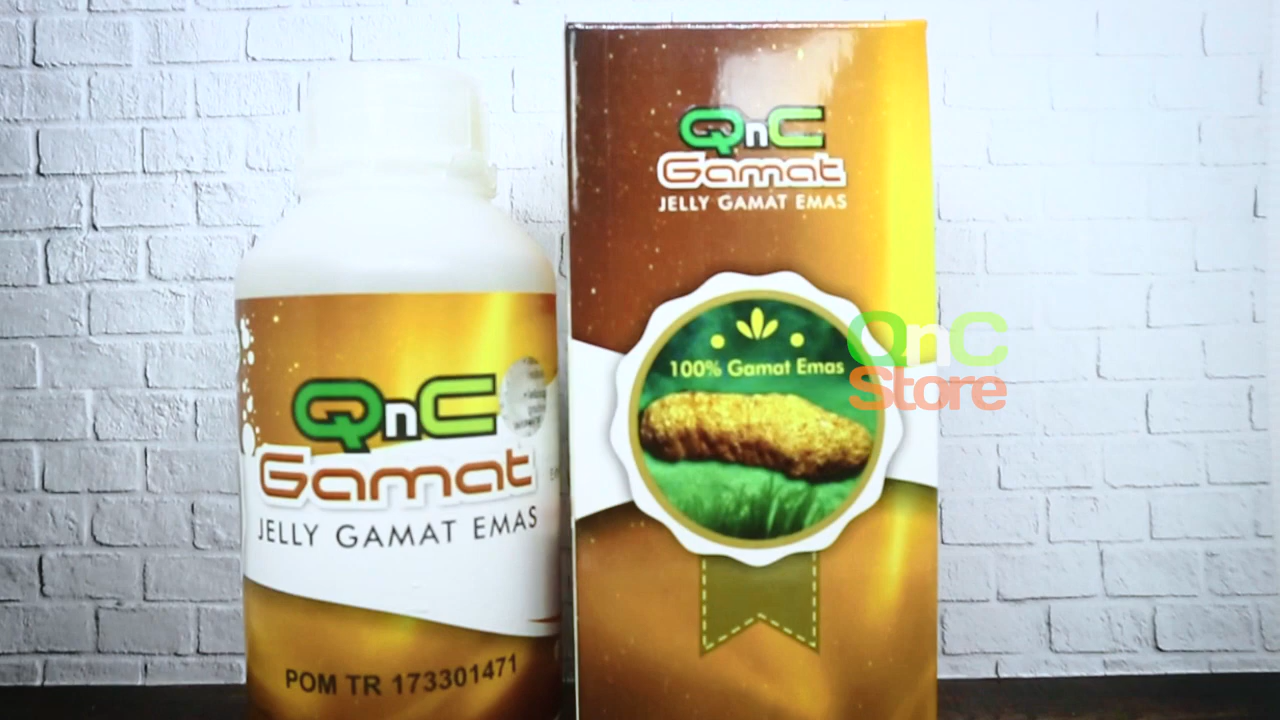 QnC
Gamat
JELLY GAMAT EMAS
POM TR 173301471
QnC
Gamat
JELLY GAMAT EMAS
100% Gamat Emas
QnC
Store